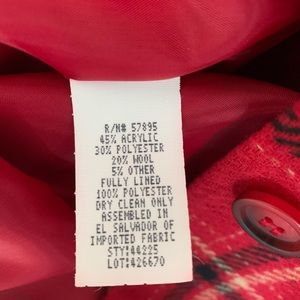 R/N# 57895
45% ACRYLIC
30% POLYESTER
20% WOOL
5% OTHER
FULLY LINED
100% POLYESTER
DRY CLEAN ONLY
ASSEMBLED IN
EL SALVADOR OF
IMPORTED FABRIC
STY:44225
LOT:426670